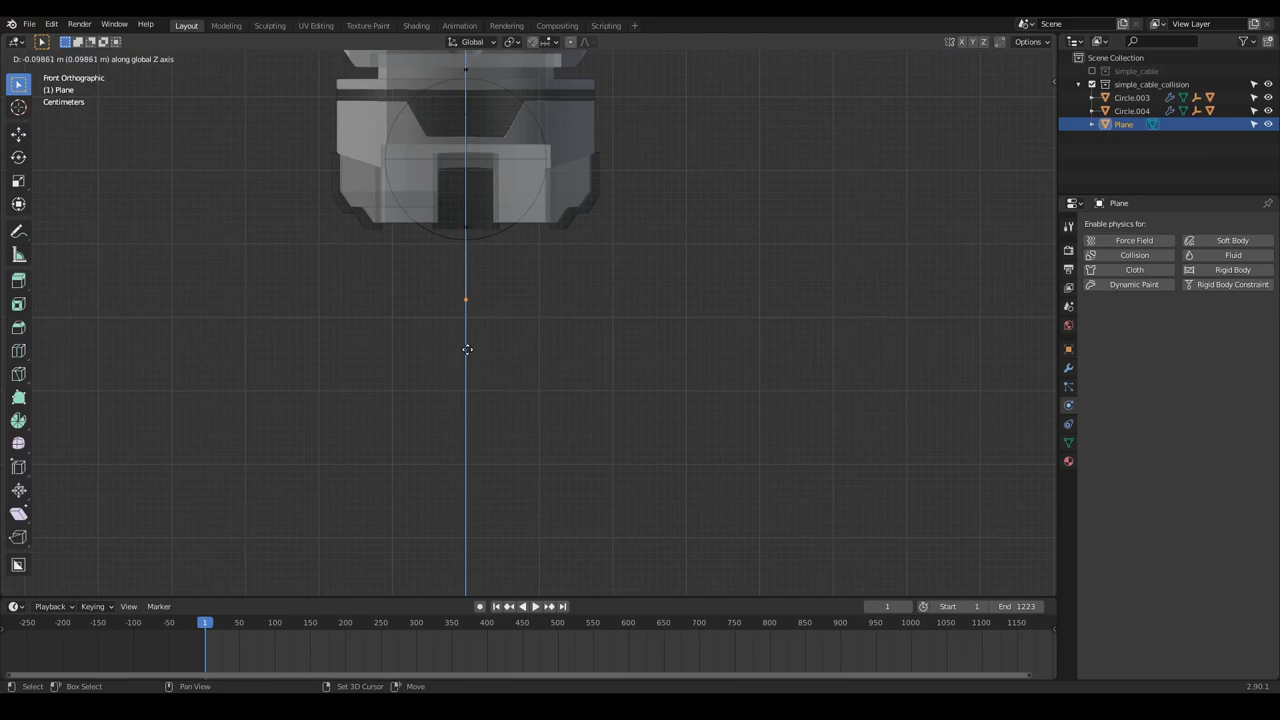 File Edit Render Window Help
Layout Modeling Sculpting UV Editing Texture Paint Shading Animation Rendering Compositing Scripting +
Scene
View Layer
Global
X Y Z
Options
D: -0.09861 m (0.09861 m) along global Z axis
Front Orthographic
(1) Plane
Centimeters
Scene Collection
simple_cable
simple_cable_collision
Circle.003
Circle.004
Plane
Plane
Enable physics for:
Force Field Soft Body
Collision Fluid
Cloth Rigid Body
Dynamic Paint Rigid Body Constraint
Playback Keying View Marker
1 Start 1 End 1223
-250 -200 -150 -100 -50 1 50 100 150 200 250 300 350 400 450 500 550 600 650 700 750 800 850 900 950 1000 1050 1100 1150
Select Box Select Pan View Set 3D Cursor Move 2.90.1